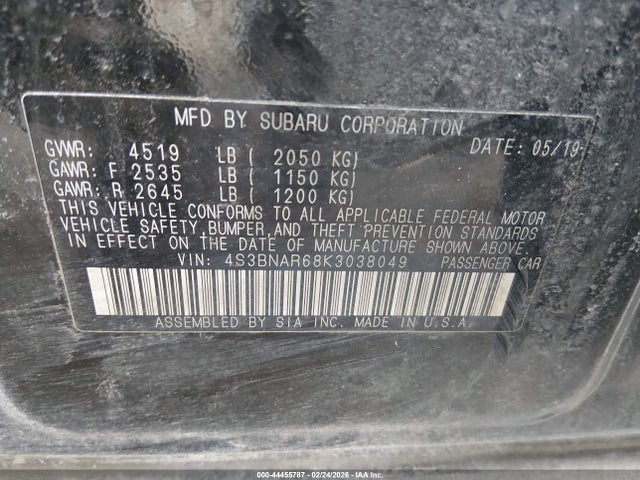 MFD BY SUBARU CORPORATION
GVWR: 4519 LB ( 2050 KG) DATE: 05/19
GAWR: F 2535 LB ( 1150 KG)
GAWR: R 2645 LB ( 1200 KG)
THIS VEHICLE CONFORMS TO ALL APPLICABLE FEDERAL MOTOR
VEHICLE SAFETY, BUMPER, AND THEFT PREVENTION STANDARDS
IN EFFECT ON THE DATE OF MANUFACTURE SHOWN ABOVE.
VIN: 4S3BNAR68K3038049 PASSENGER CAR
ASSEMBLED BY SIA INC. MADE IN U.S.A.
000-44455787 - 02/24/2026 - IAA Inc.